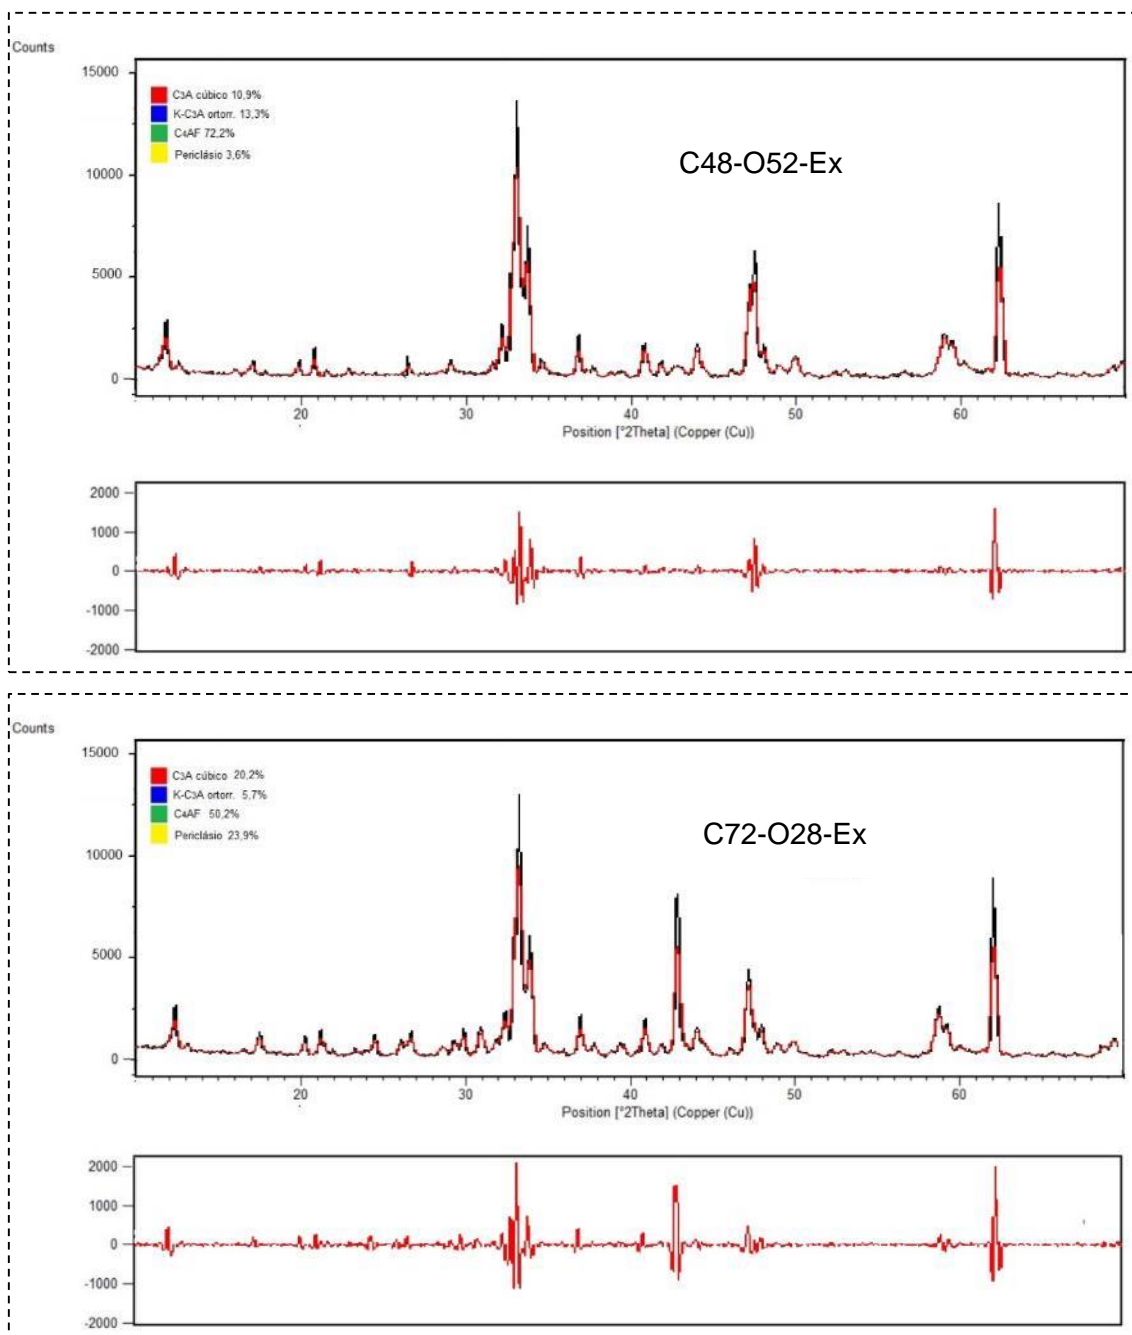 Counts
15000
10000
5000
0
C3A cúbico 10,9%
K-C3A ortorr. 13,3%
C4AF 72,2%
Periclásio 3,6%
C48-O52-Ex
20 30 40 50 60
Position [°2Theta] (Copper (Cu))
2000
1000
0
-1000
-2000
Counts
15000
10000
5000
0
C3A cúbico 20,2%
K-C3A ortorr. 5,7%
C4AF 50,2%
Periclásio 23,9%
C72-O28-Ex
20 30 40 50 60
Position [°2Theta] (Copper (Cu))
2000
1000
0
-1000
-2000